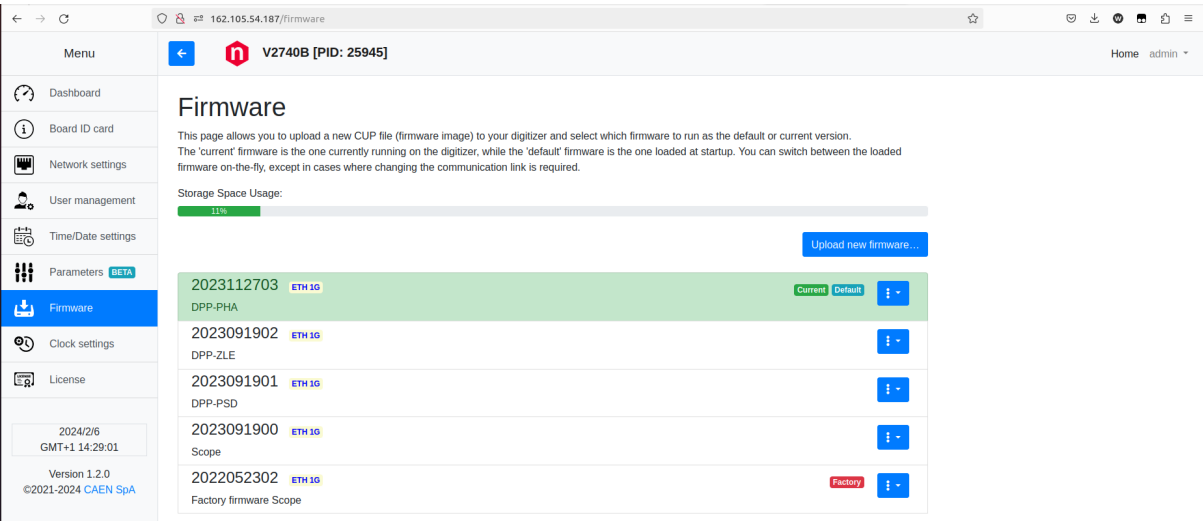 162.105.54.187/firmware
Menu
V2740B [PID: 25945]
Home admin
Dashboard
Board ID card
Network settings
User management
Time/Date settings
Parameters BETA
Firmware
Clock settings
License
2024/2/6
GMT+1 14:29:01
Version 1.2.0
©2021-2024 CAEN SpA
Firmware
This page allows you to upload a new CUP file (firmware image) to your digitizer and select which firmware to run as the default or current version.
The 'current' firmware is the one currently running on the digitizer, while the 'default' firmware is the one loaded at startup. You can switch between the loaded
firmware on-the-fly, except in cases where changing the communication link is required.
Storage Space Usage:
11%
Upload new firmware...
2023112703 ETH 1G Current Default
DPP-PHA
2023091902 ETH 1G
DPP-ZLE
2023091901 ETH 1G
DPP-PSD
2023091900 ETH 1G
Scope
2022052302 ETH 1G Factory
Factory firmware Scope